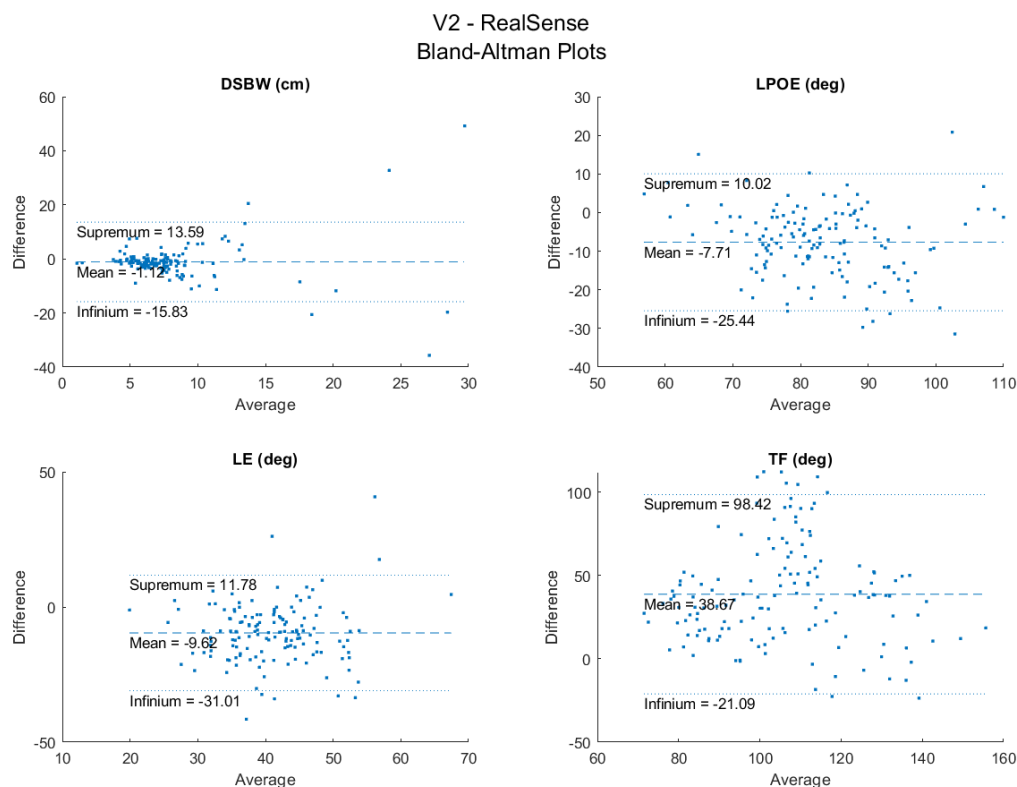 V2 - RealSense
Bland-Altman Plots
DSBW (cm)
60
40
20
0
-20
-40
Difference
Supremum = 13.59
Mean = -1.12
Infinium = -15.83
0 5 10 15 20 25 30
Average
LPOE (deg)
30
20
10
0
-10
-20
-30
-40
Difference
Supremum = 10.02
Mean = -7.71
Infinium = -25.44
50 60 70 80 90 100 110
Average
LE (deg)
50
0
-50
Difference
Supremum = 11.78
Mean = -9.62
Infinium = -31.01
10 20 30 40 50 60 70
Average
TF (deg)
100
50
0
-50
Difference
Supremum = 98.42
Mean = 38.67
Infinium = -21.09
60 80 100 120 140 160
Average